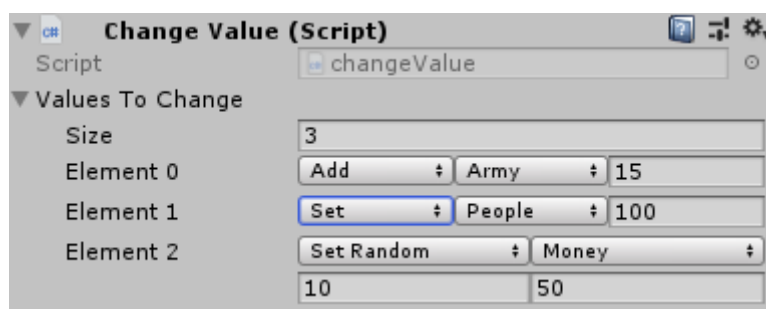 Change Value (Script)
Script changeValue
Values To Change
Size 3
Element 0 Add Army 15
Element 1 Set People 100
Element 2 Set Random Money
10 50